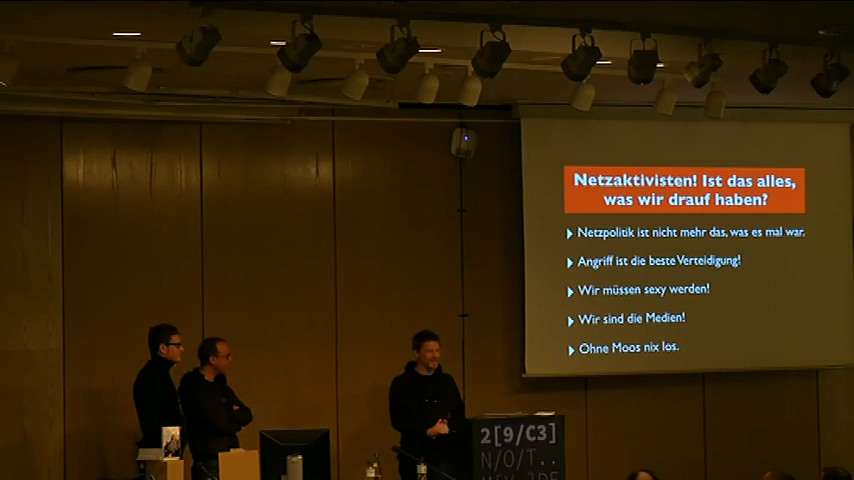 Netzaktivisten! Ist das alles,
was wir drauf haben?
Netzpolitik ist nicht mehr das, was es mal war.
Angriff ist die beste Verteidigung!
Wir müssen sexy werden!
Wir sind die Medien!
Ohne Moos nix los.
2[9/C3]
N/O/T..